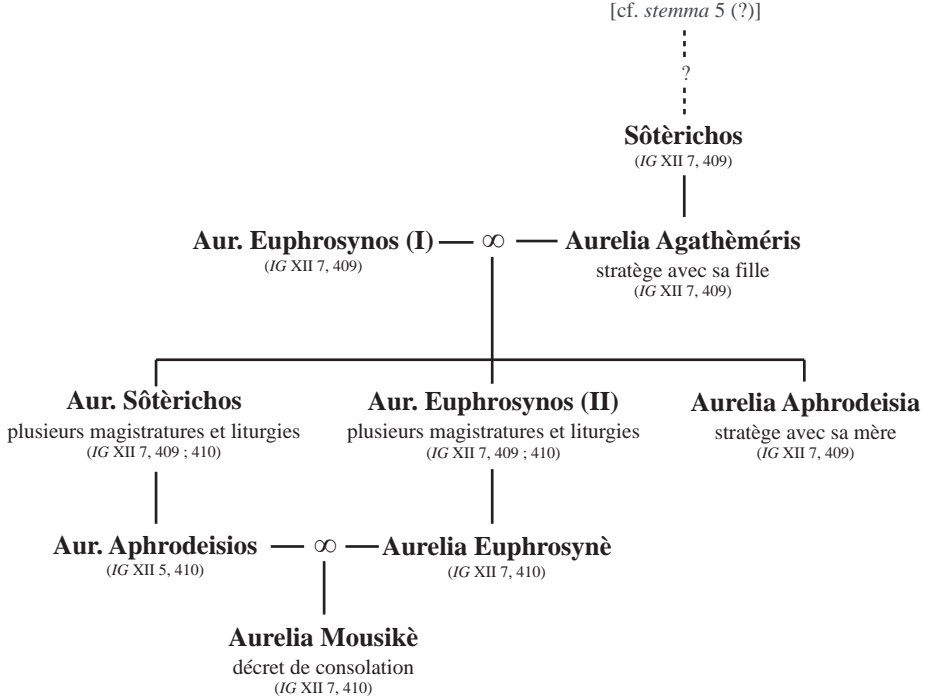 [cf. stemma 5 (?)]
?
Sôtèrichos
(IG XII 7, 409)
Aur. Euphrosynos (I) ∞ Aurelia Agathèméris
(IG XII 7, 409)
stratège avec sa fille
(IG XII 7, 409)
Aur. Sôtèrichos
plusieurs magistratures et liturgies
(IG XII 7, 409 ; 410)
Aur. Euphrosynos (II)
plusieurs magistratures et liturgies
(IG XII 7, 409 ; 410)
Aurelia Aphrodeisia
stratège avec sa mère
(IG XII 7, 409)
Aur. Aphrodeisios ∞ Aurelia Euphrosynè
(IG XII 5, 410)
(IG XII 7, 410)
Aurelia Mousikè
décret de consolation
(IG XII 7, 410)